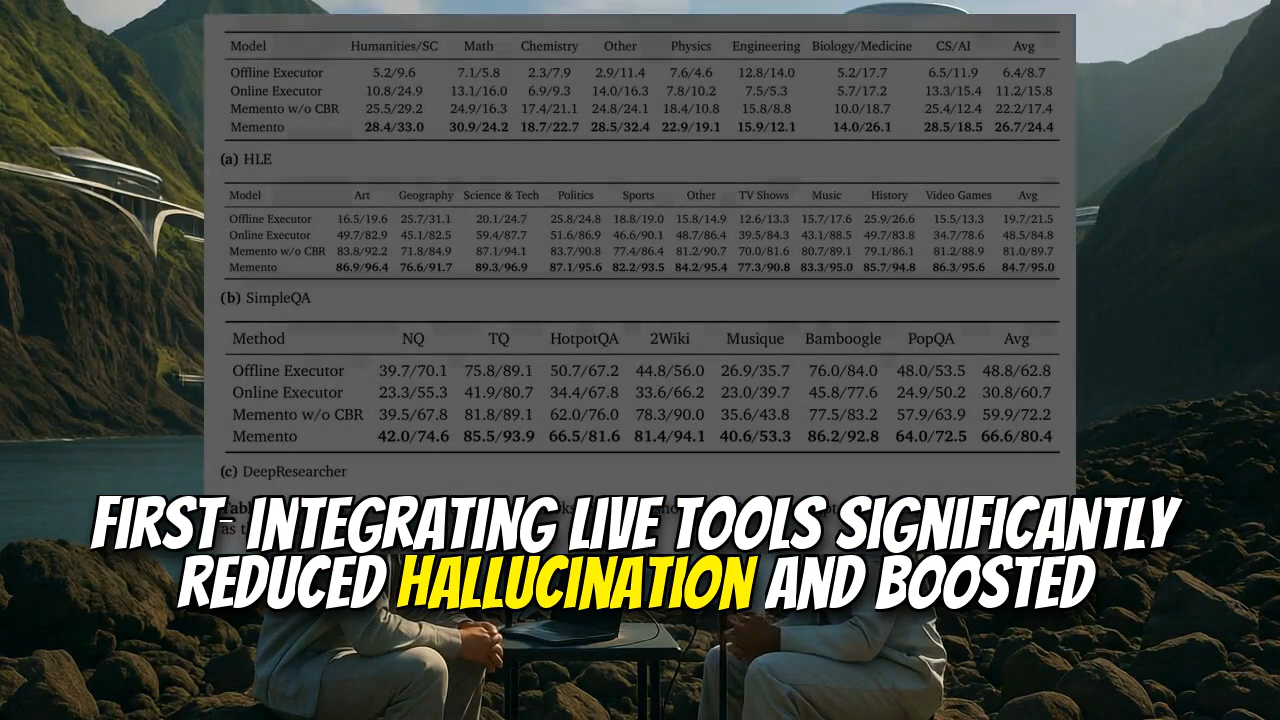 Model Humanities/SC Math Chemistry Other Physics Engineering Biology/Medicine CS/AI Avg
Offline Executor 5.2/9.6 7.1/5.8 2.3/7.9 2.9/11.4 7.6/4.6 12.8/14.0 5.2/17.7 6.5/11.9 6.4/8.7
Online Executor 10.8/24.9 13.1/16.0 6.9/9.3 14.0/16.3 7.8/10.2 7.5/5.3 5.7/17.2 13.3/15.4 11.2/15.8
Memento w/o CBR 25.5/29.2 24.9/16.3 17.4/21.1 24.8/24.1 18.4/10.8 15.8/8.8 10.0/18.7 25.4/12.4 22.2/17.4
Memento 28.4/33.0 30.9/24.2 18.7/22.7 28.5/32.4 22.9/19.1 15.9/12.1 14.0/26.1 28.5/18.5 26.7/24.4
(a) HLE
Model Art Geography Science & Tech Politics Sports Other TV Shows Music History Video Games Avg
Offline Executor 16.5/19.6 25.7/31.1 20.1/24.7 25.8/24.8 18.8/19.0 15.8/14.9 12.6/13.3 15.7/17.6 25.9/26.6 15.5/13.3 19.7/21.5
Online Executor 49.7/82.9 45.1/82.5 59.4/87.7 51.6/86.9 46.6/90.1 48.7/86.4 39.5/84.3 43.1/88.5 49.7/83.8 34.7/78.6 48.5/84.8
Memento w/o CBR 83.8/92.2 71.8/84.9 87.1/94.1 83.7/90.8 77.4/86.4 81.2/90.7 70.0/81.6 80.7/89.1 79.1/86.1 81.2/88.9 81.0/89.7
Memento 86.9/96.4 76.6/91.7 89.3/96.9 87.1/95.6 82.2/93.5 84.2/95.4 77.3/90.8 83.3/95.0 85.7/94.8 86.3/95.6 84.7/95.0
(b) SimpleQA
Method NQ TQ HotpotQA 2Wiki Musique Bamboogle PopQA Avg
Offline Executor 39.7/70.1 75.8/89.1 50.7/67.2 44.8/56.0 26.9/35.7 76.0/84.0 48.0/53.5 48.8/62.8
Online Executor 23.3/55.3 41.9/80.7 34.4/67.8 33.6/66.2 23.0/39.7 45.8/77.6 24.9/50.2 30.8/60.7
Memento w/o CBR 39.5/67.8 81.8/89.1 62.0/76.0 78.3/90.0 35.6/43.8 77.5/83.2 57.9/63.9 59.9/72.2
Memento 42.0/74.6 85.5/93.9 66.5/81.6 81.4/94.1 40.6/53.3 86.2/92.8 64.0/72.5 66.6/80.4
(c) DeepResearcher
FIRST- INTEGRATING LIVE TOOLS SIGNIFICANTLY
REDUCED HALLUCINATION AND BOOSTED